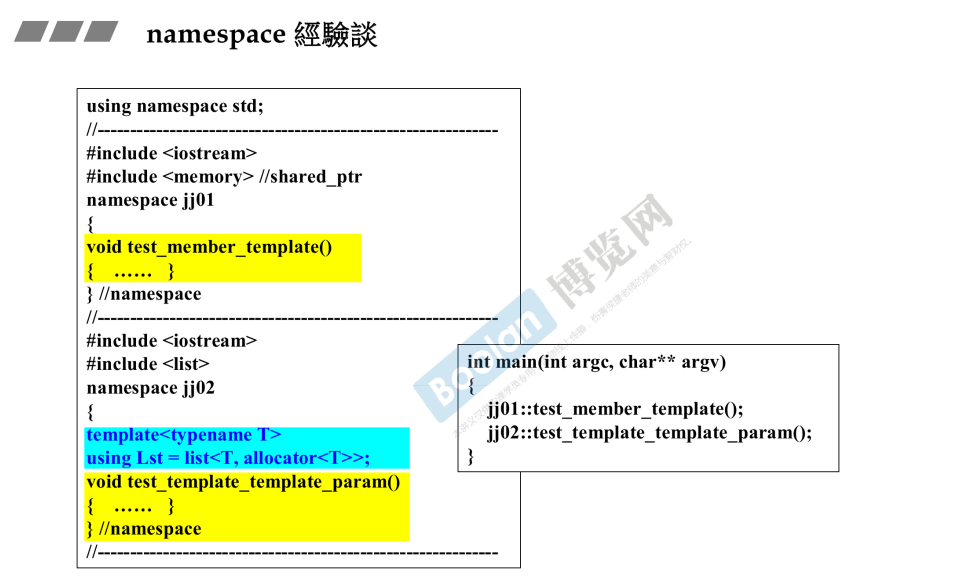 namespace 經驗談
using namespace std;
//----------------------------------------------------------------
#include <iostream>
#include <memory> //shared_ptr
namespace jj01
{
void test_member_template()
{ …… }
} //namespace
//----------------------------------------------------------------
#include <iostream>
#include <list>
namespace jj02
{
template<typename T>
using Lst = list<T, allocator<T>>;
void test_template_template_param()
{ …… }
} //namespace
//----------------------------------------------------------------
int main(int argc, char** argv)
{
jj01::test_member_template();
jj02::test_template_template_param();
}
Boolan 博览网